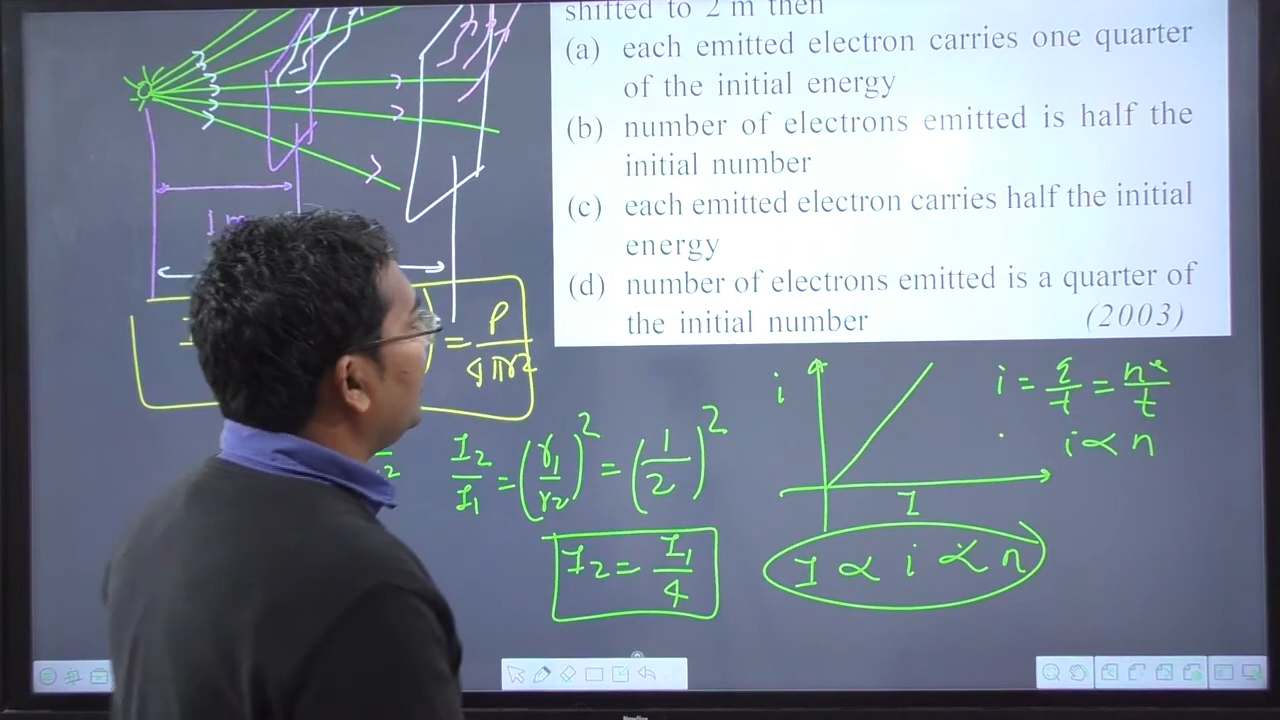 shifted to 2 m then
(a) each emitted electron carries one quarter
of the initial energy
(b) number of electrons emitted is half the
initial number
(c) each emitted electron carries half the initial
energy
(d) number of electrons emitted is a quarter of
the initial number (2003)
1 m
= P/4πr²
I₂/I₁ = (r₁/r₂)² = (1/2)²
I₂ = I₁/4
i
I
i = q/t = ne/t
i ∝ n
I ∝ i ∝ n